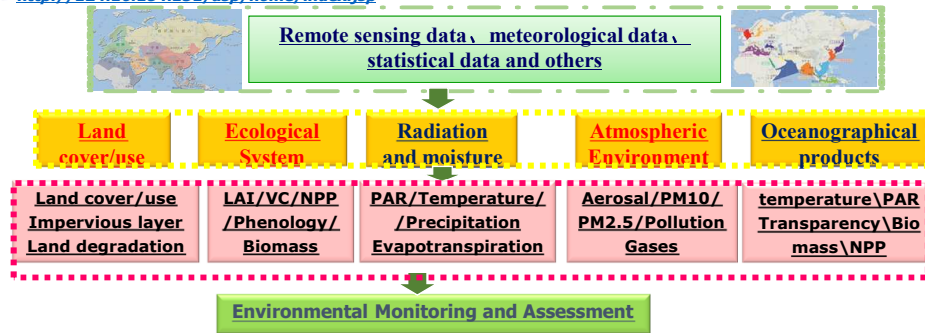 Remote sensing data、meteorological data、
statistical data and others
Land
cover/use
Ecological
System
Radiation
and moisture
Atmospheric
Environment
Oceanographical
products
Land cover/use
Impervious layer
Land degradation
LAI/VC/NPP
/Phenology/
Biomass
PAR/Temperature/
/Precipitation
Evapotranspiration
Aerosal/PM10/
PM2.5/Pollution
Gases
temperature\PAR
Transparency\Bio
mass\NPP
Environmental Monitoring and Assessment